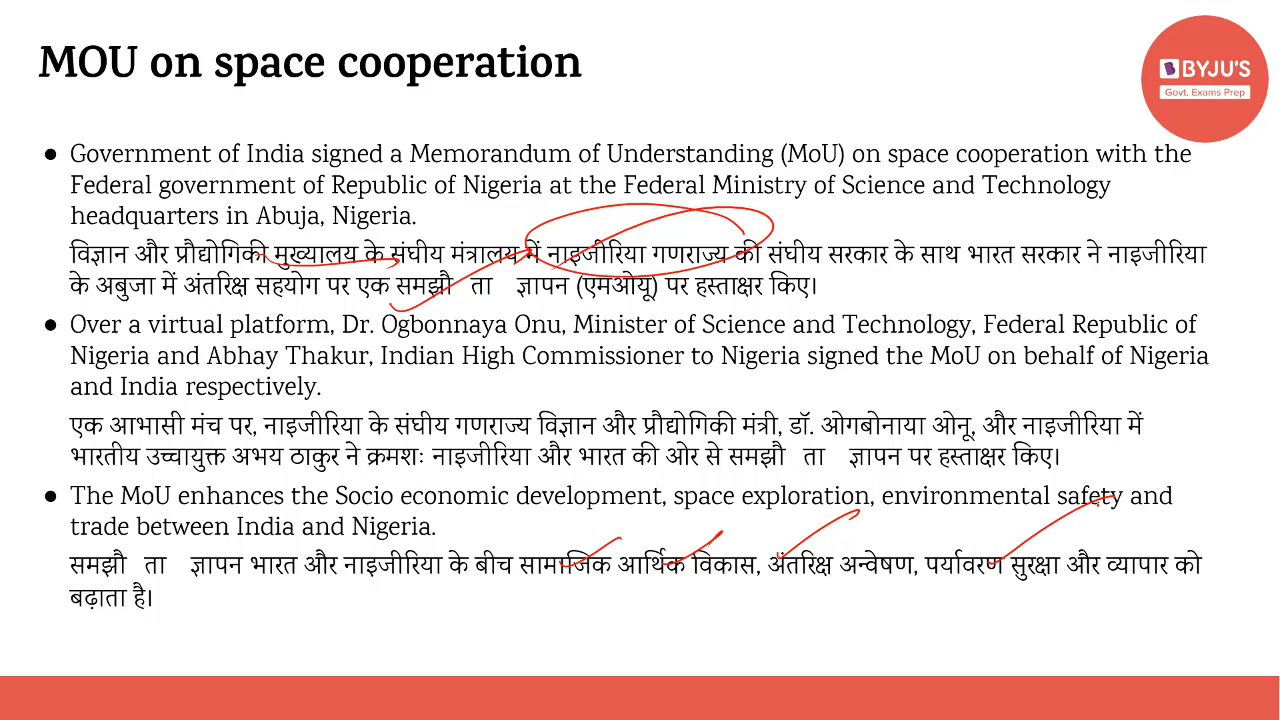 MOU on space cooperation
BYJU'S
Govt. Exams Prep
● Government of India signed a Memorandum of Understanding (MoU) on space cooperation with the
Federal government of Republic of Nigeria at the Federal Ministry of Science and Technology
headquarters in Abuja, Nigeria.
विज्ञान और प्रौद्योगिकी मुख्यालय के संघीय मंत्रालय में नाइजीरिया गणराज्य की संघीय सरकार के साथ भारत सरकार ने नाइजीरिया
के अबुजा में अंतरिक्ष सहयोग पर एक समझौ ता ज्ञापन (एमओयू) पर हस्ताक्षर किए।
● Over a virtual platform, Dr. Ogbonnaya Onu, Minister of Science and Technology, Federal Republic of
Nigeria and Abhay Thakur, Indian High Commissioner to Nigeria signed the MoU on behalf of Nigeria
and India respectively.
एक आभासी मंच पर, नाइजीरिया के संघीय गणराज्य विज्ञान और प्रौद्योगिकी मंत्री, डॉ. ओगबोनाया ओनू, और नाइजीरिया में
भारतीय उच्चायुक्त अभय ठाकुर ने क्रमशः नाइजीरिया और भारत की ओर से समझौ ता ज्ञापन पर हस्ताक्षर किए।
● The MoU enhances the Socio economic development, space exploration, environmental safety and
trade between India and Nigeria.
समझौ ता ज्ञापन भारत और नाइजीरिया के बीच सामाजिक आर्थिक विकास, अंतरिक्ष अन्वेषण, पर्यावरण सुरक्षा और व्यापार को
बढ़ाता है।